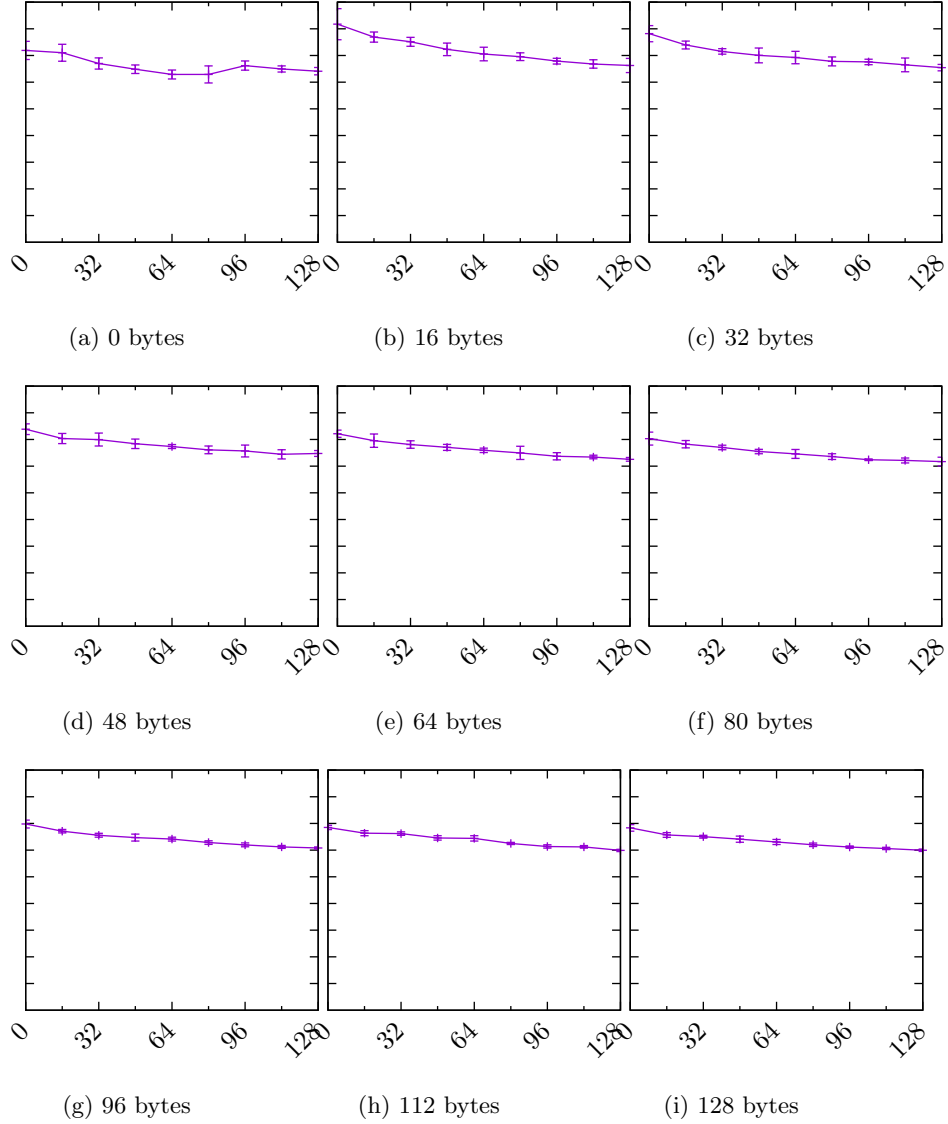 0 32 64 96 128 0 32 64 96 128 0 32 64 96 128
(a) 0 bytes (b) 16 bytes (c) 32 bytes
0 32 64 96 128 0 32 64 96 128 0 32 64 96 128
(d) 48 bytes (e) 64 bytes (f) 80 bytes
0 32 64 96 128 0 32 64 96 128 0 32 64 96 128
(g) 96 bytes (h) 112 bytes (i) 128 bytes